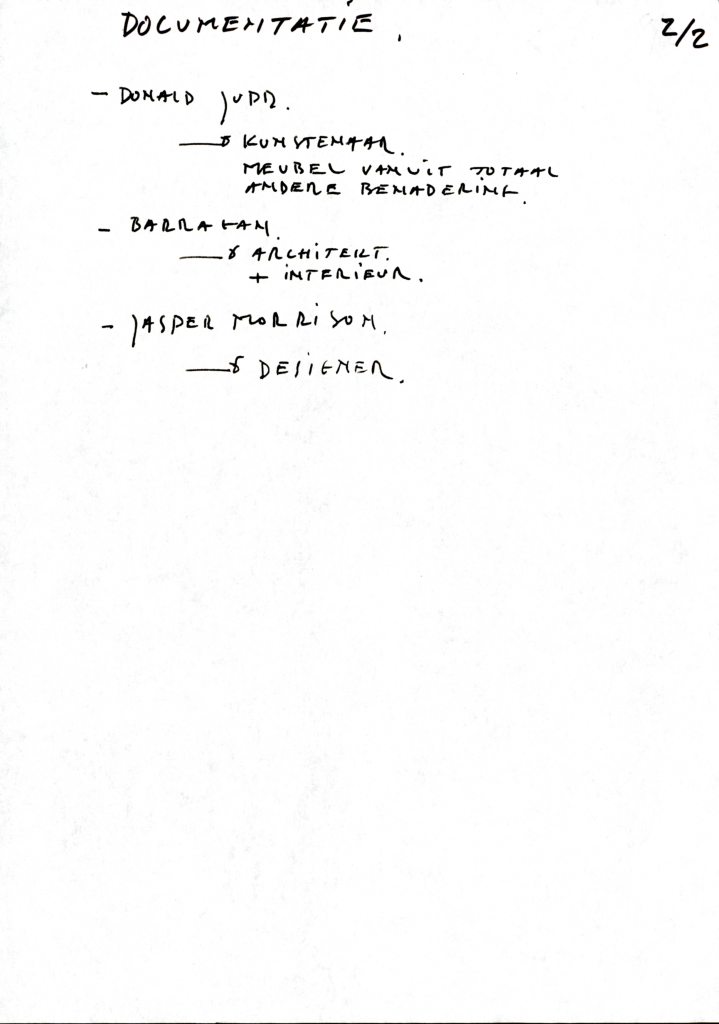 DOCUMENTATIE.
2/2
- DONALD JUDD.
→ KUNSTENAAR.
MEUBEL VANUIT TOTAAL
ANDERE BENADERING.
- BARRAGAN.
→ ARCHITEKT.
+ INTERIEUR.
- JASPER MORRISON.
→ DESIGNER.